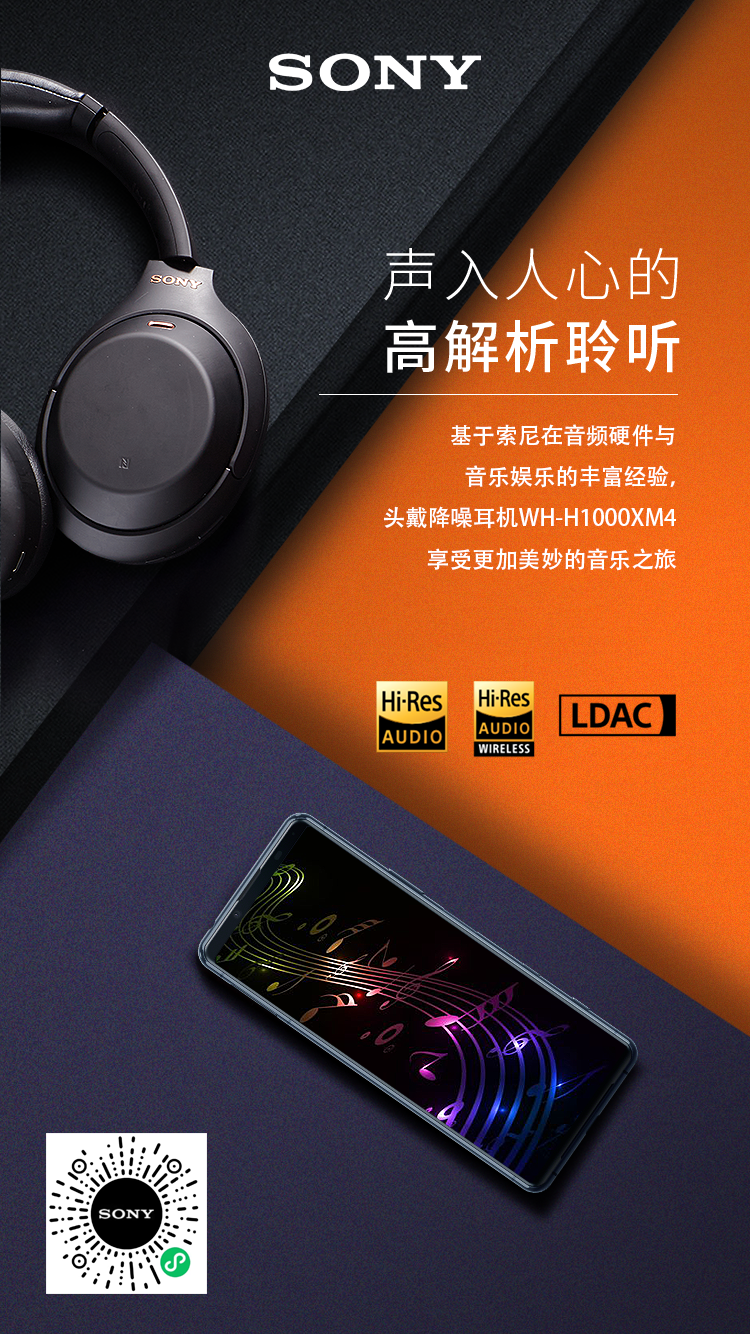 SONY
SONY
声入人心的
高解析聆听
基于索尼在音频硬件与
音乐娱乐的丰富经验,
头戴降噪耳机WH-H1000XM4
享受更加美妙的音乐之旅
Hi-Res
AUDIO
Hi-Res
AUDIO
WIRELESS
LDAC
SONY